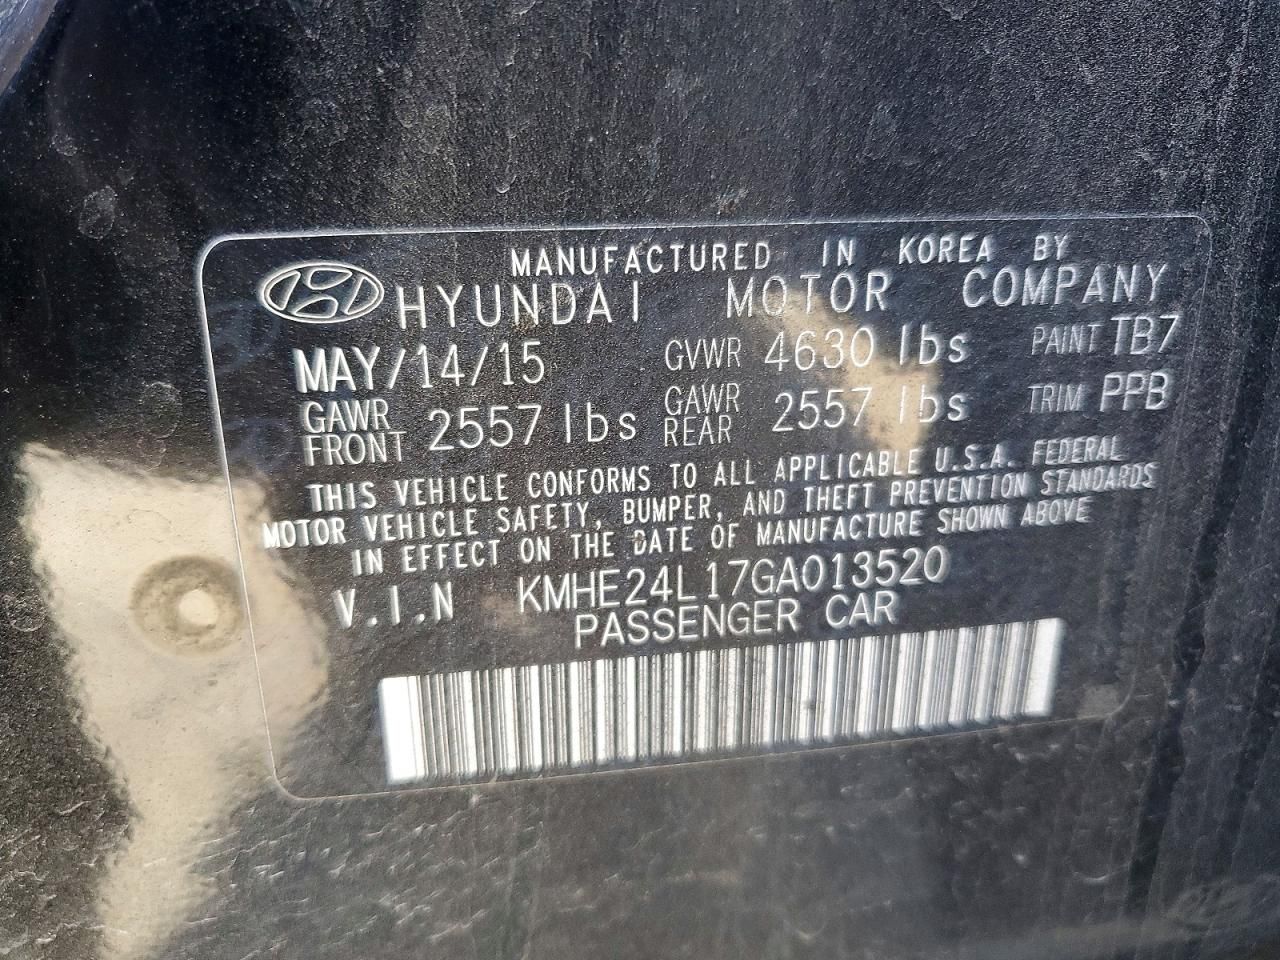 MANUFACTURED IN KOREA BY
HYUNDAI MOTOR COMPANY
MAY/14/15 GVWR 4630 lbs PAINT TB7
GAWR FRONT 2557 lbs GAWR REAR 2557 lbs TRIM PPB
THIS VEHICLE CONFORMS TO ALL APPLICABLE U.S.A. FEDERAL
MOTOR VEHICLE SAFETY, BUMPER, AND THEFT PREVENTION STANDARDS
IN EFFECT ON THE DATE OF MANUFACTURE SHOWN ABOVE
V.I.N KMHE24L17GA013520
PASSENGER CAR